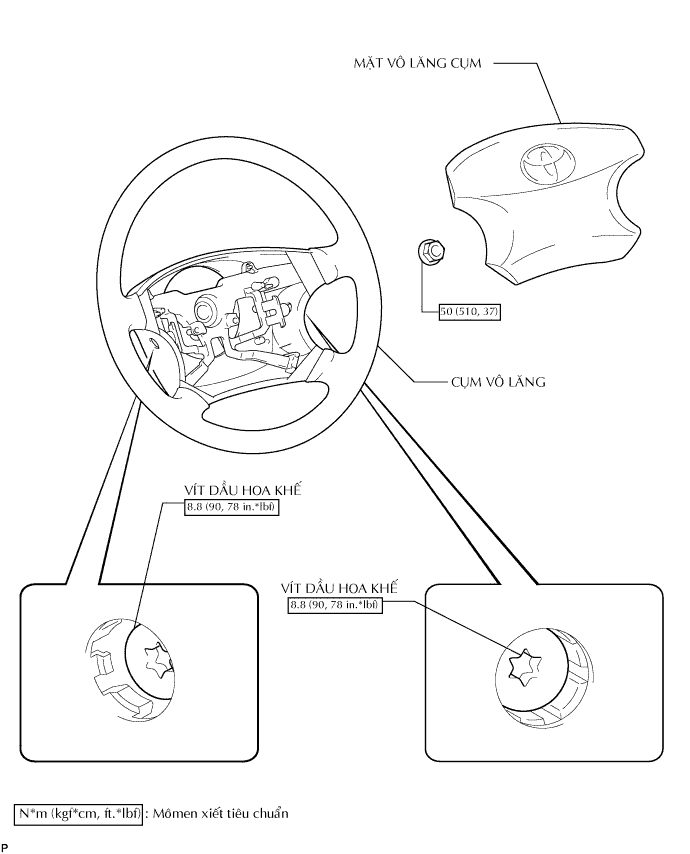 MẶT VÔ LĂNG CỤM
50 (510, 37)
CỤM VÔ LĂNG
VÍT DẦU HOA KHẾ
8.8 (90, 78 in.*lbf)
VÍT DẦU HOA KHẾ
8.8 (90, 78 in.*lbf)
N*m (kgf*cm, ft.*lbf) : Mômen xiết tiêu chuẩn
P